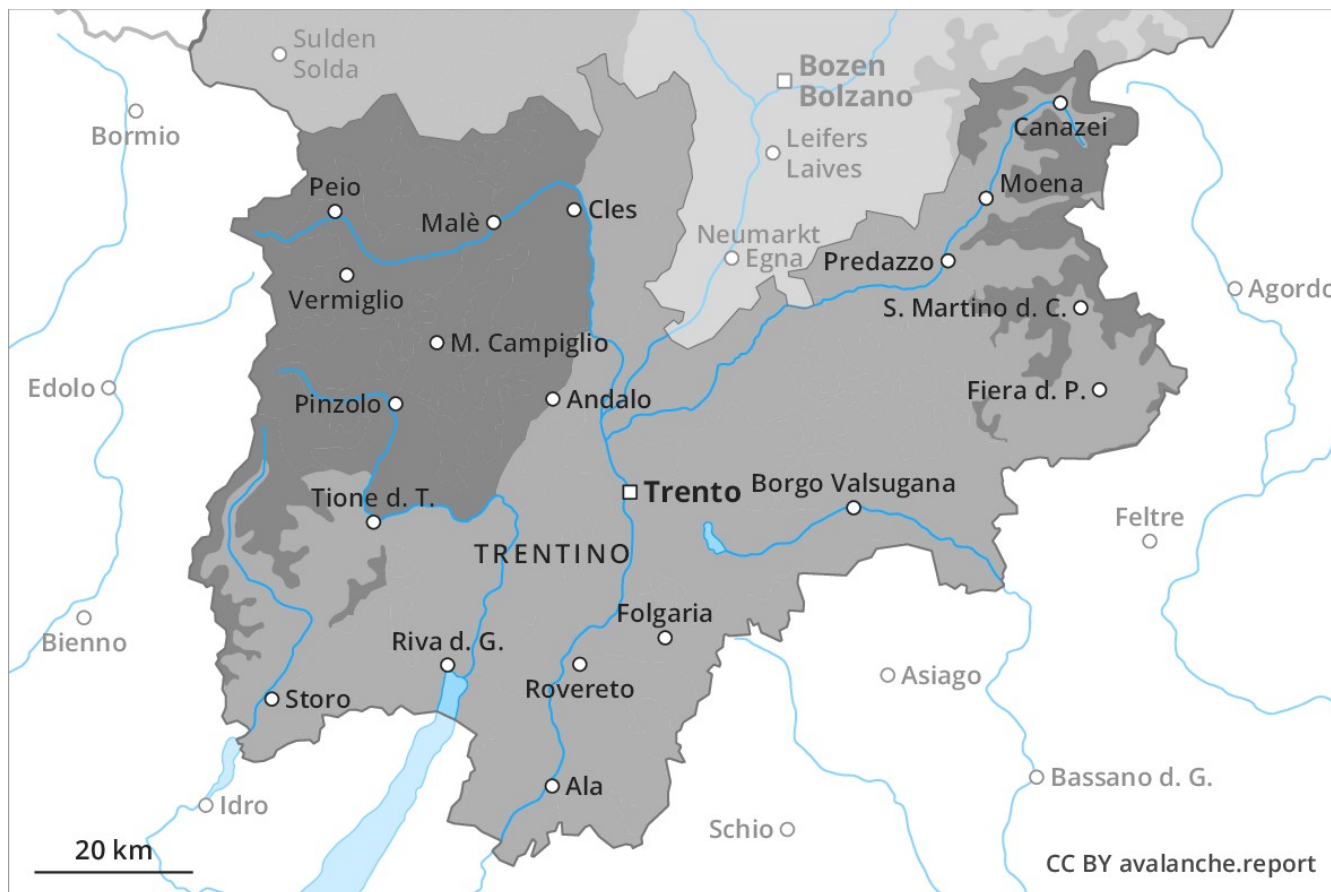 Sulden
Solda
Bozen
Bolzano
Bormio
Canazei
Leifers
Laives
Peio
Moena
Malè
Cles
Neumarkt
Egna
Predazzo
Vermiglio
Agordo
S. Martino d. C.
M. Campiglio
Edolo
Pinzolo
Andalo
Fiera d. P.
Tione d. T.
Trento
Borgo Valsugana
Feltre
TRENTINO
Folgaria
Bienno
Riva d. G.
Asiago
Rovereto
Storo
Bassano d. G.
Ala
Idro
Schio
20 km
CC BY avalanche.report